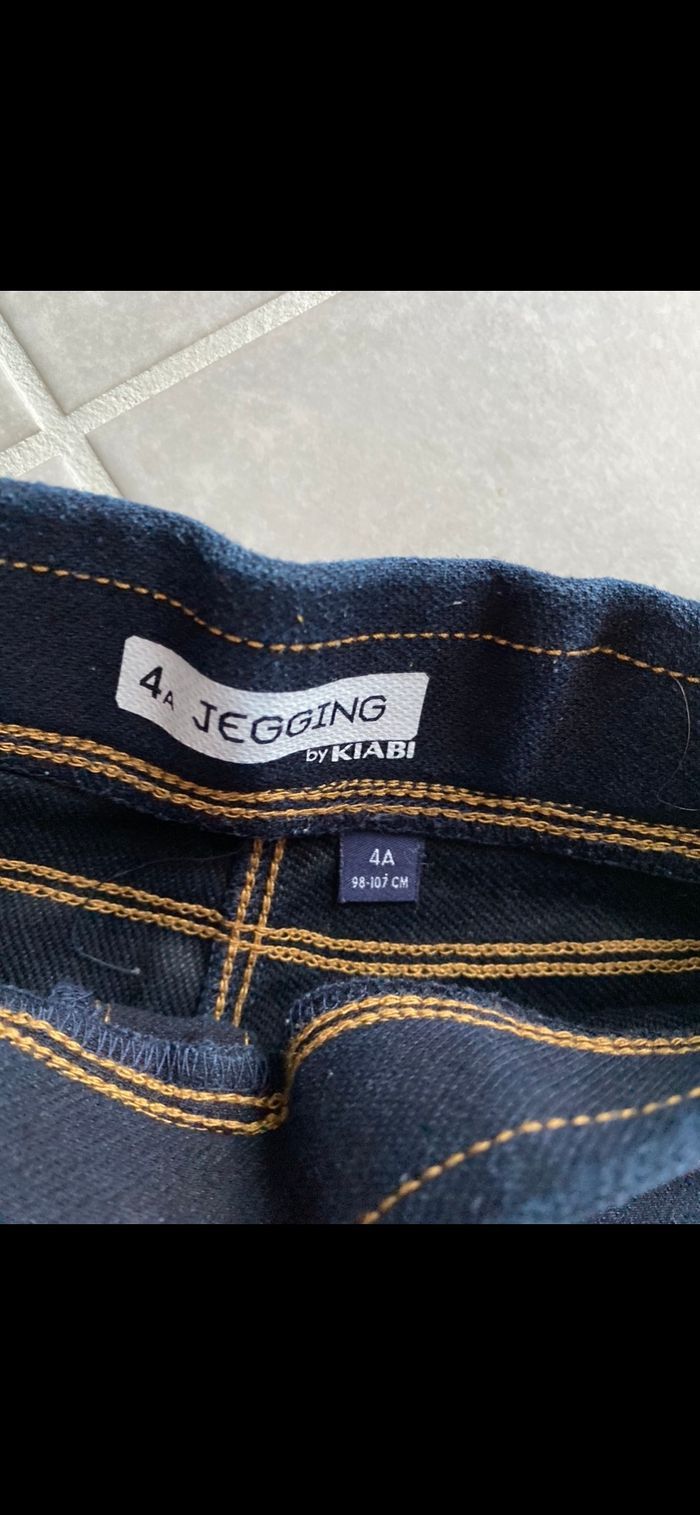 4A JEGGING
by KIABI
4A
98-107 CM